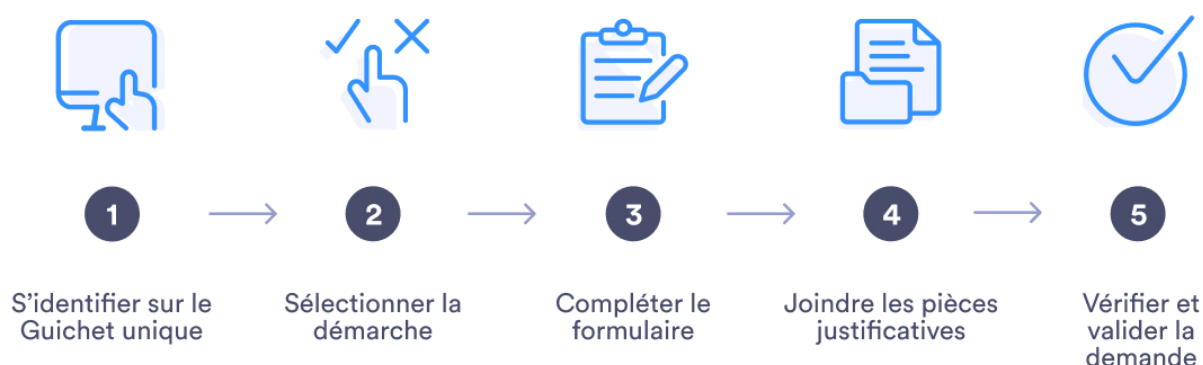 1
2
3
4
5
S'identifier sur le
Guichet unique
Sélectionner la
démarche
Compléter le
formulaire
Joindre les pièces
justificatives
Vérifier et
valider la
demande